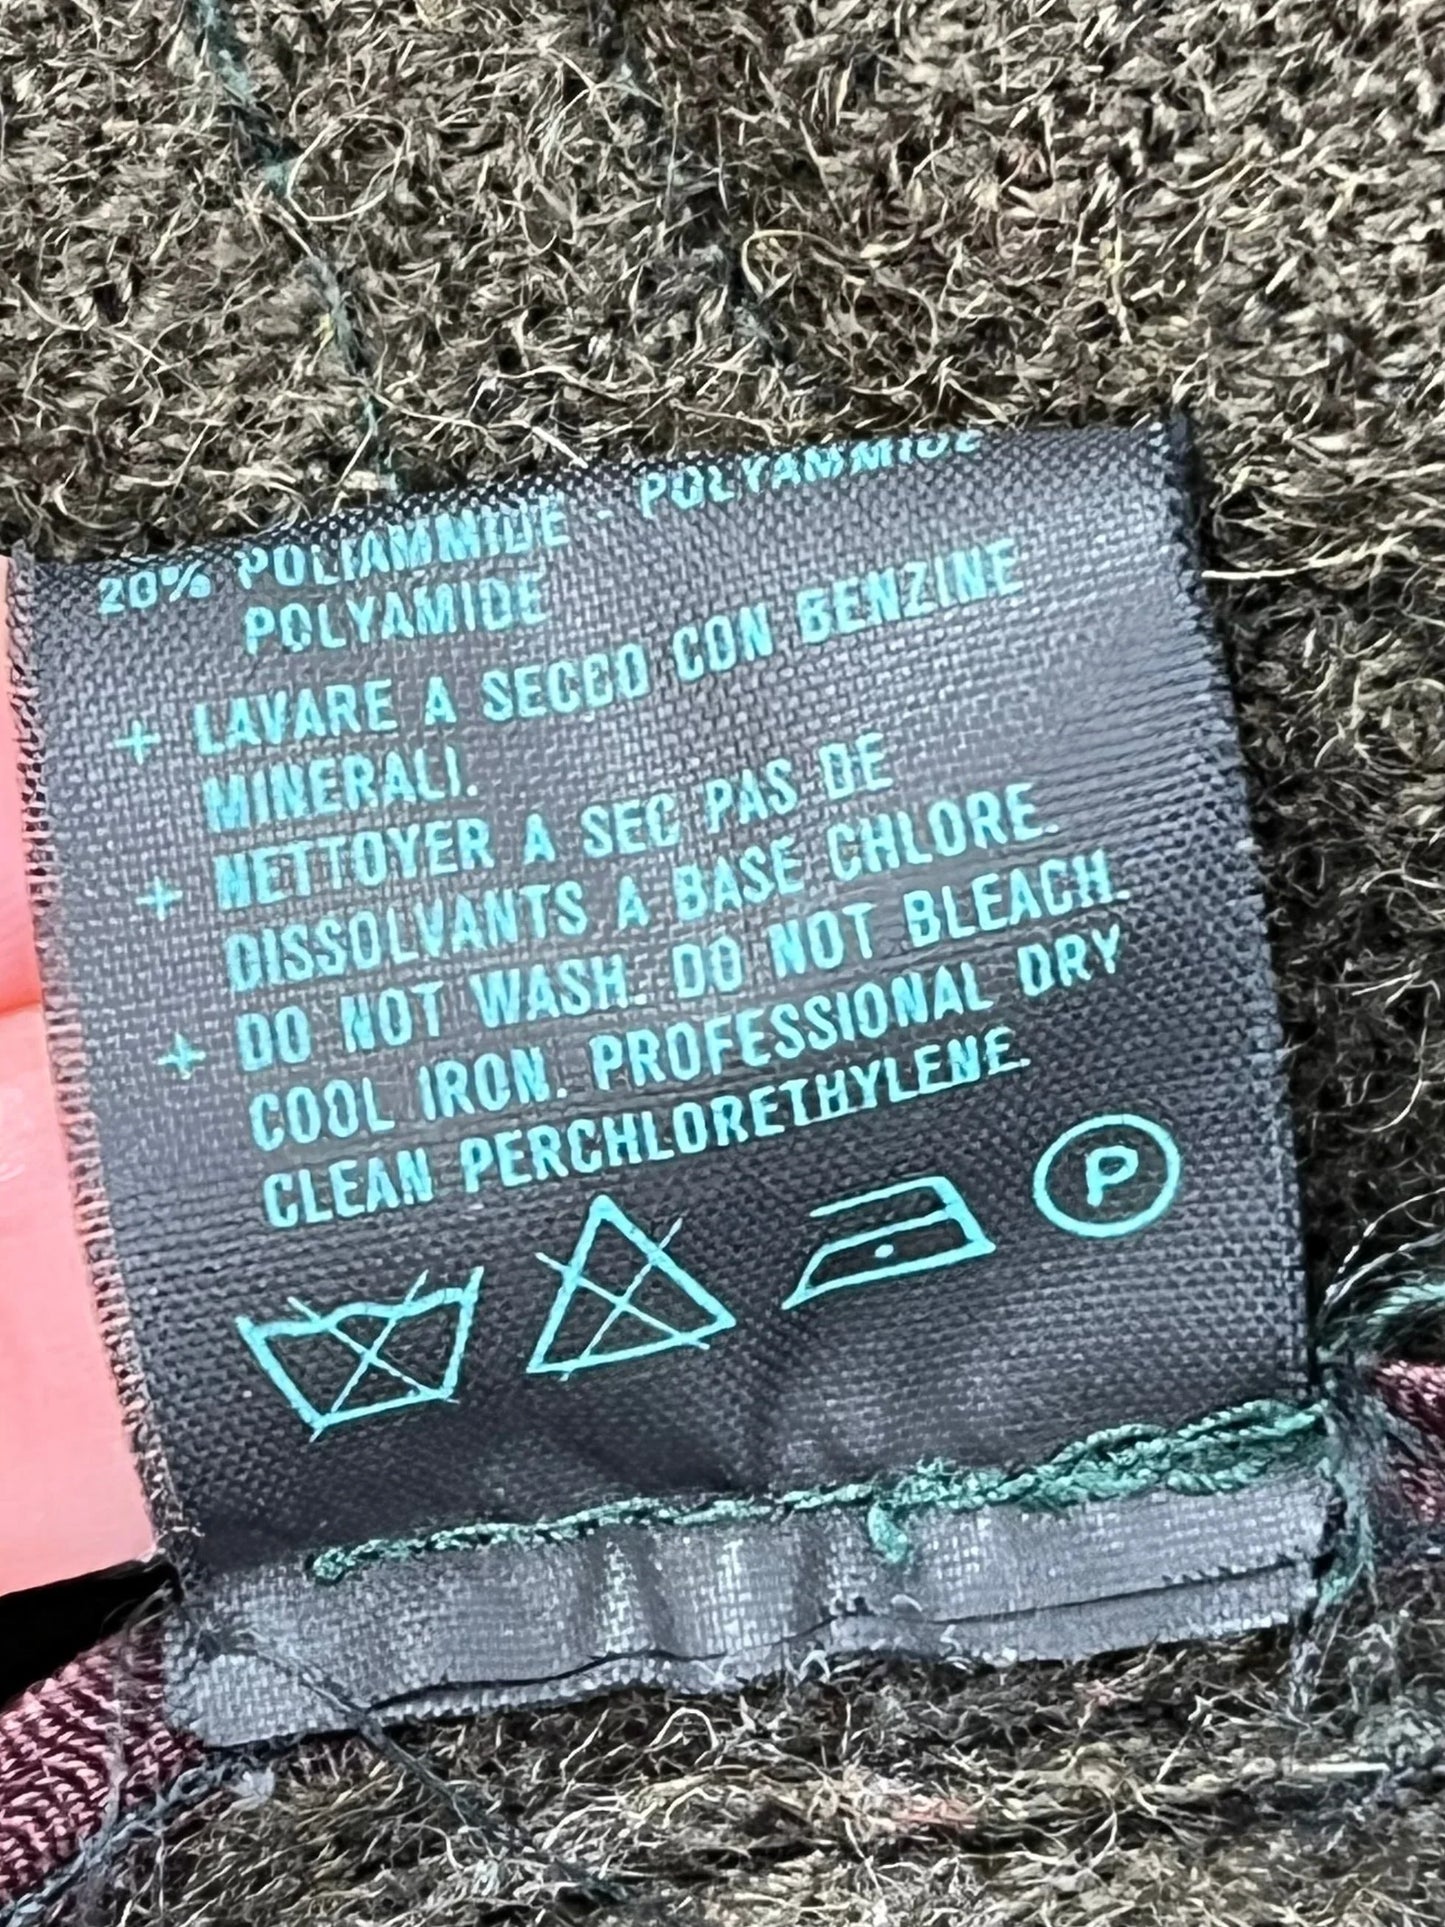 20% POLIAMMIDE - POLYAMMIDE
POLYAMIDE
+ LAVARE A SECCO CON BENZINE
MINERALI.
+ NETTOYER A SEC PAS DE
DISSOLVANTS A BASE CHLORE.
+ DO NOT WASH. DO NOT BLEACH.
COOL IRON. PROFESSIONAL DRY
CLEAN PERCHLORETHYLENE.
P